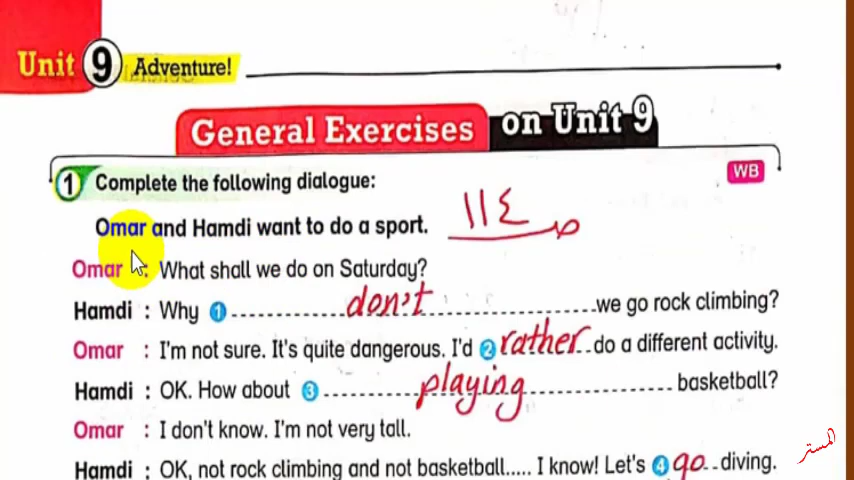 Unit 9 Adventure!
General Exercises on Unit 9
1 Complete the following dialogue:
WB
Omar and Hamdi want to do a sport. ١١٤ ص
Omar : What shall we do on Saturday?
Hamdi : Why 1 don't we go rock climbing?
Omar : I'm not sure. It's quite dangerous. I'd 2 rather do a different activity.
Hamdi : OK. How about 3 playing basketball?
Omar : I don't know. I'm not very tall.
Hamdi : OK, not rock climbing and not basketball..... I know! Let's 4 go diving.
المستر